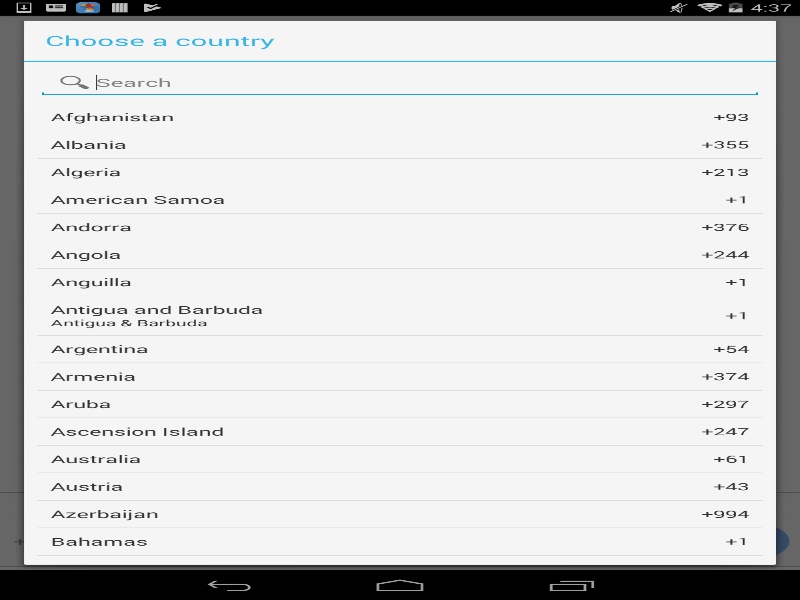 4:37
Choose a country
Search
Afghanistan +93
Albania +355
Algeria +213
American Samoa +1
Andorra +376
Angola +244
Anguilla +1
Antigua and Barbuda
Antigua & Barbuda
+1
Argentina +54
Armenia +374
Aruba +297
Ascension Island +247
Australia +61
Austria +43
Azerbaijan +994
Bahamas +1